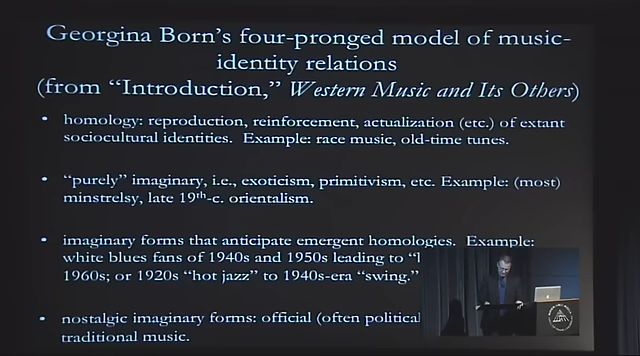 Georgina Born's four-pronged model of music-
identity relations
(from "Introduction," Western Music and Its Others)
• homology: reproduction, reinforcement, actualization (etc.) of extant
sociocultural identities. Example: race music, old-time tunes.
• "purely" imaginary, i.e., exoticism, primitivism, etc. Example: (most)
minstrelsy, late 19th-c. orientalism.
• imaginary forms that anticipate emergent homologies. Example:
white blues fans of 1940s and 1950s leading to
1960s; or 1920s "hot jazz" to 1940s-era "swing."
• nostalgic imaginary forms: official (often political
traditional music.